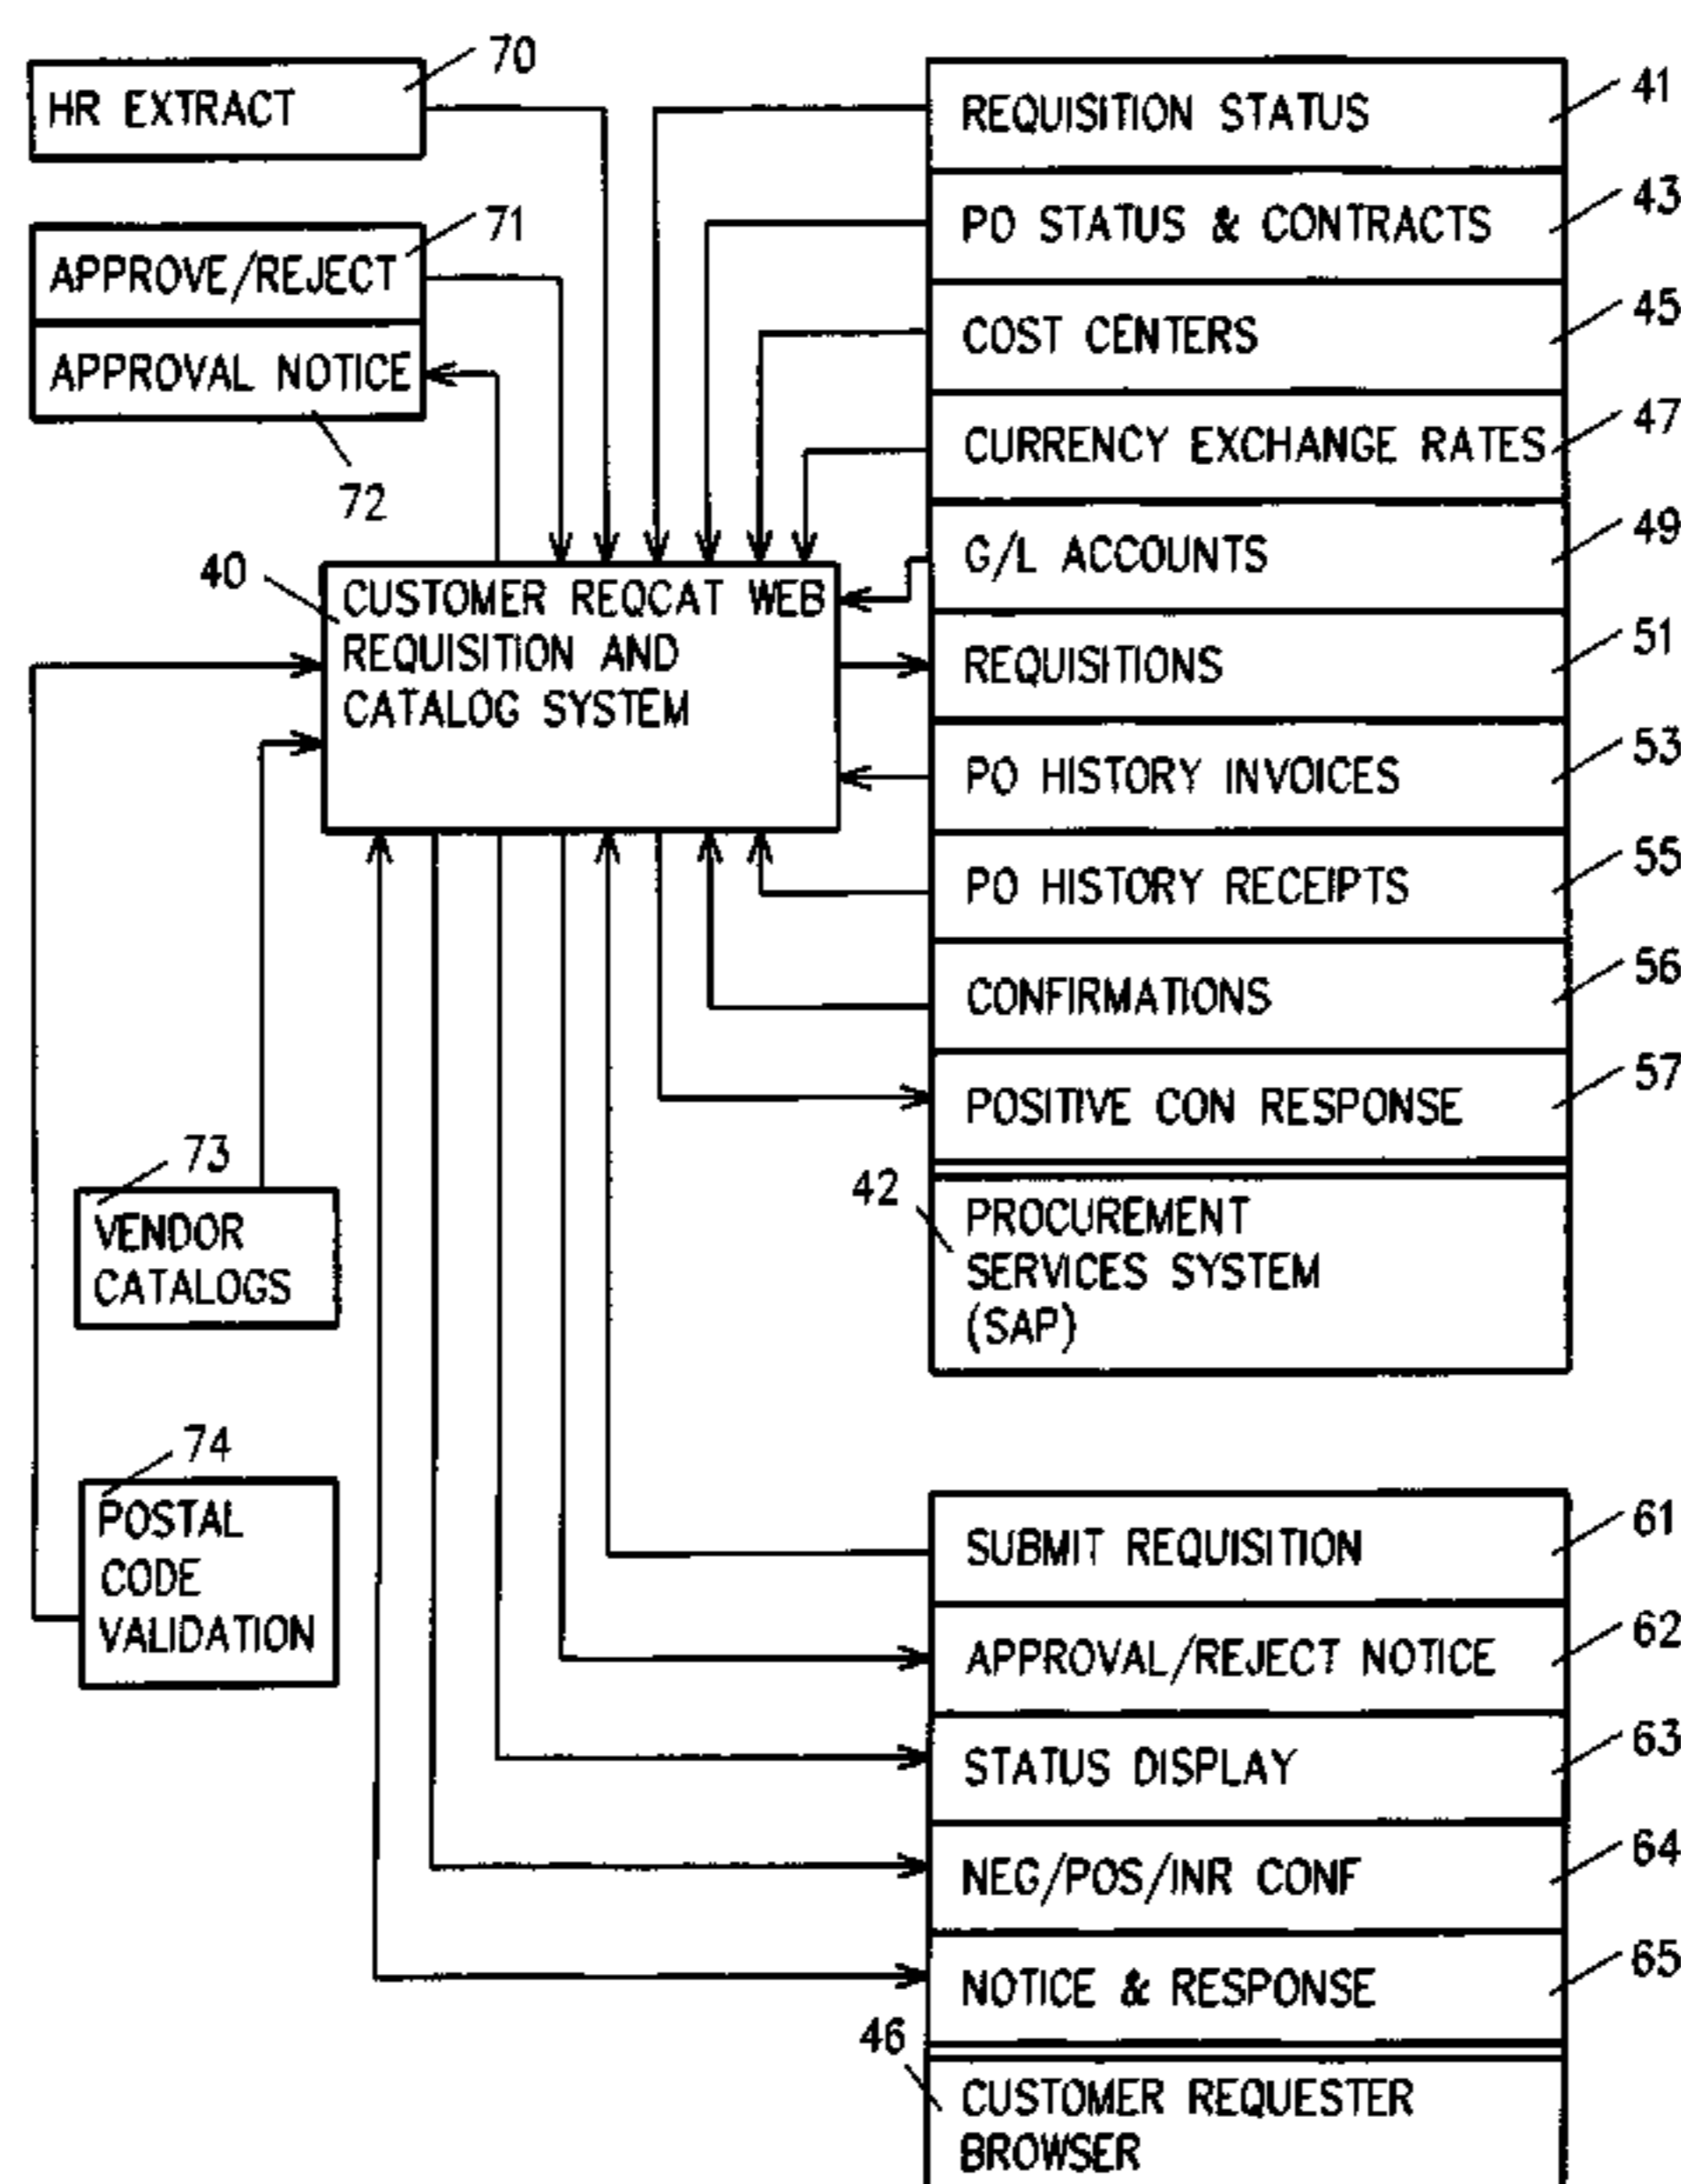 70
HR EXTRACT
71
APPROVE/REJECT
APPROVAL NOTICE
72
40
CUSTOMER REQCAT WEB
REQUISITION AND
CATALOG SYSTEM
73
VENDOR
CATALOGS
74
POSTAL
CODE
VALIDATION
REQUISITION STATUS
41
PO STATUS & CONTRACTS
43
COST CENTERS
45
CURRENCY EXCHANGE RATES
47
G/L ACCOUNTS
49
REQUISITIONS
51
PO HISTORY INVOICES
53
PO HISTORY RECEIPTS
55
CONFIRMATIONS
56
POSITIVE CON RESPONSE
57
42
PROCUREMENT
SERVICES SYSTEM
(SAP)
SUBMIT REQUISITION
61
APPROVAL/REJECT NOTICE
62
STATUS DISPLAY
63
NEG/POS/INR CONF
64
NOTICE & RESPONSE
65
46
CUSTOMER REQUESTER
BROWSER